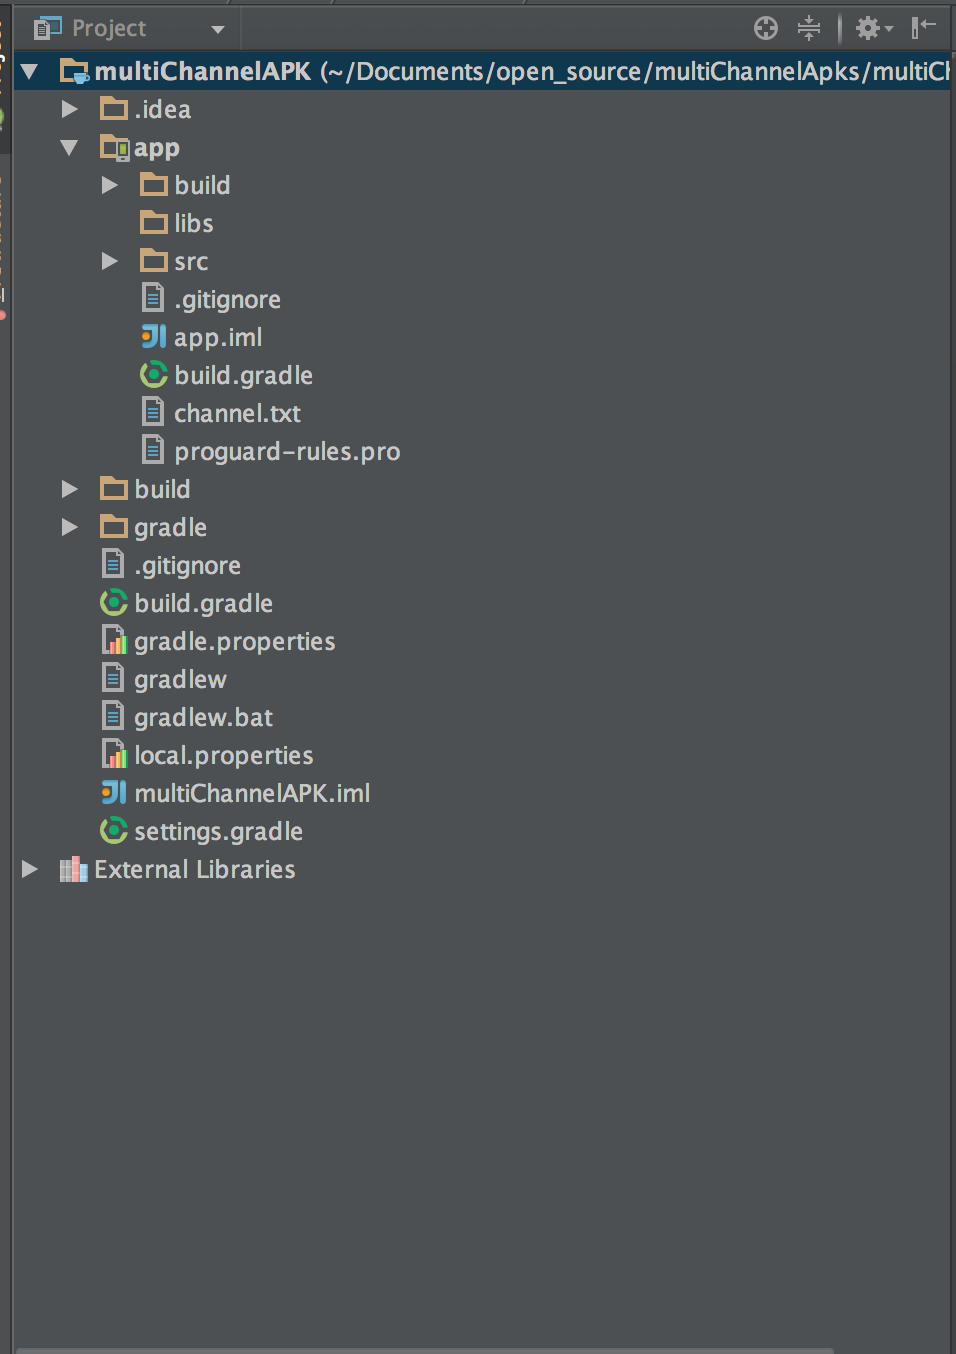 Project
multiChannelAPK (~/Documents/open_source/multiChannelApks/multiCh
.idea
app
build
libs
src
.gitignore
app.iml
build.gradle
channel.txt
proguard-rules.pro
build
gradle
.gitignore
build.gradle
gradle.properties
gradlew
gradlew.bat
local.properties
multiChannelAPK.iml
settings.gradle
External Libraries